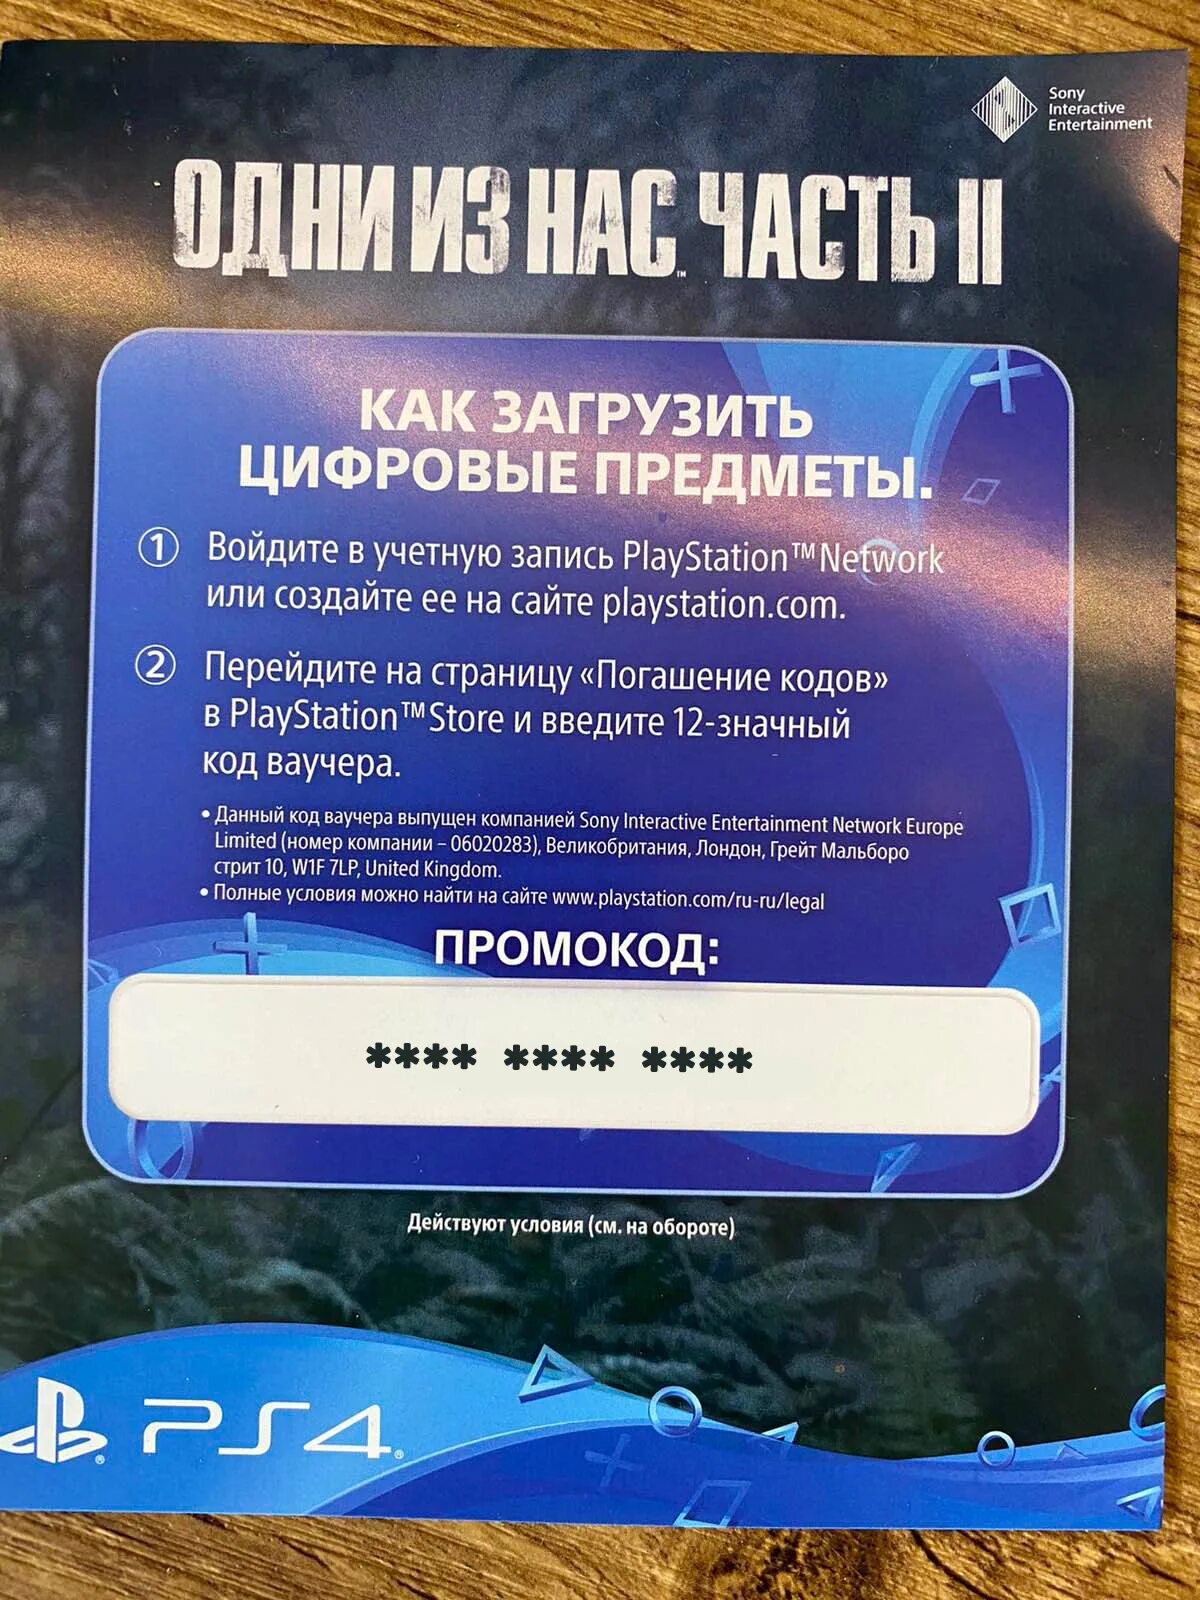 Sony
Interactive
Entertainment
ОДНИ ИЗ НАС™ ЧАСТЬ II
КАК ЗАГРУЗИТЬ
ЦИФРОВЫЕ ПРЕДМЕТЫ.
① Войдите в учетную запись PlayStation™Network
или создайте ее на сайте playstation.com.
② Перейдите на страницу «Погашение кодов»
в PlayStation™Store и введите 12-значный
код ваучера.
• Данный код ваучера выпущен компанией Sony Interactive Entertainment Network Europe
Limited (номер компании – 06020283), Великобритания, Лондон, Грейт Мальборо
стрит 10, W1F 7LP, United Kingdom.
• Полные условия можно найти на сайте www.playstation.com/ru-ru/legal
ПРОМОКОД:
**** **** ****
Действуют условия (см. на обороте)
PS4®